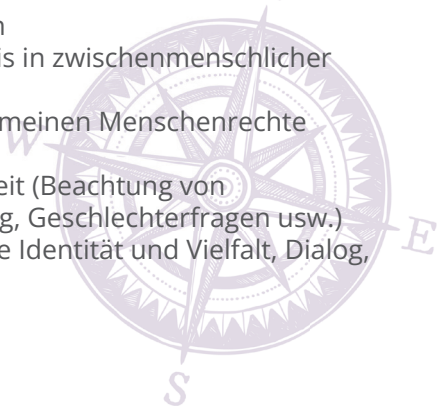 is in zwischenmenschlicher
meinen Menschenrechte
W
eit (Beachtung von
g, Geschlechterfragen usw.)
E
e Identität und Vielfalt, Dialog,
S